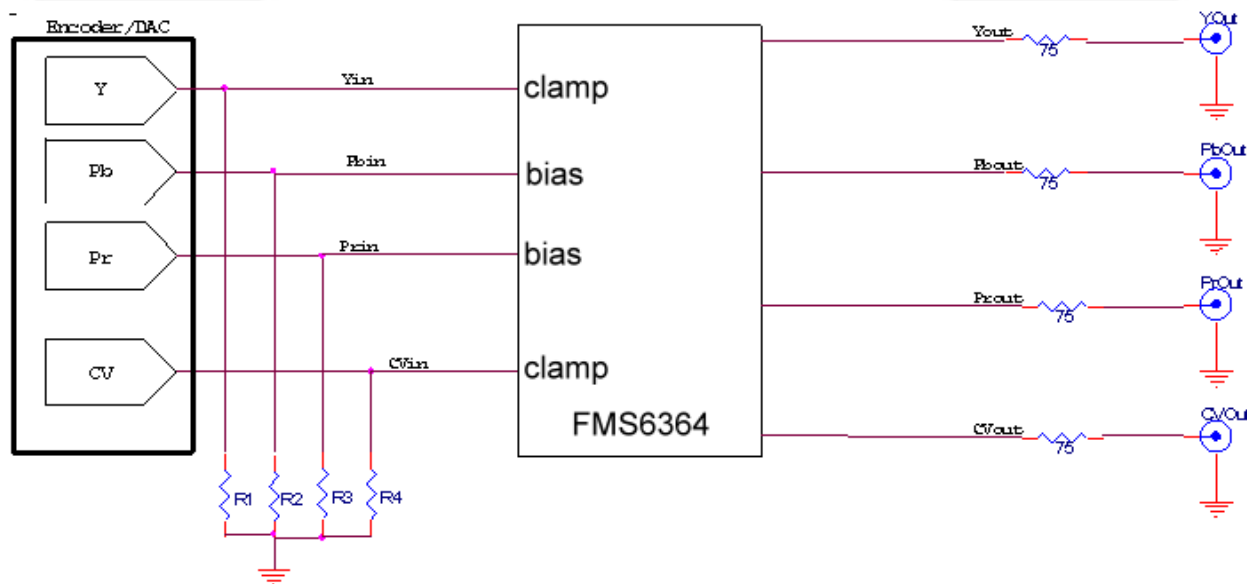 Encoder/DAC
Y
Yin
clamp
Yout
75
YOut
Pb
Pbin
bias
Pbout
75
PbOut
Pr
Prin
bias
Prout
75
PrOut
CV
CVin
clamp
FMS6364
CVout
75
CVOut
R1
R2
R3
R4